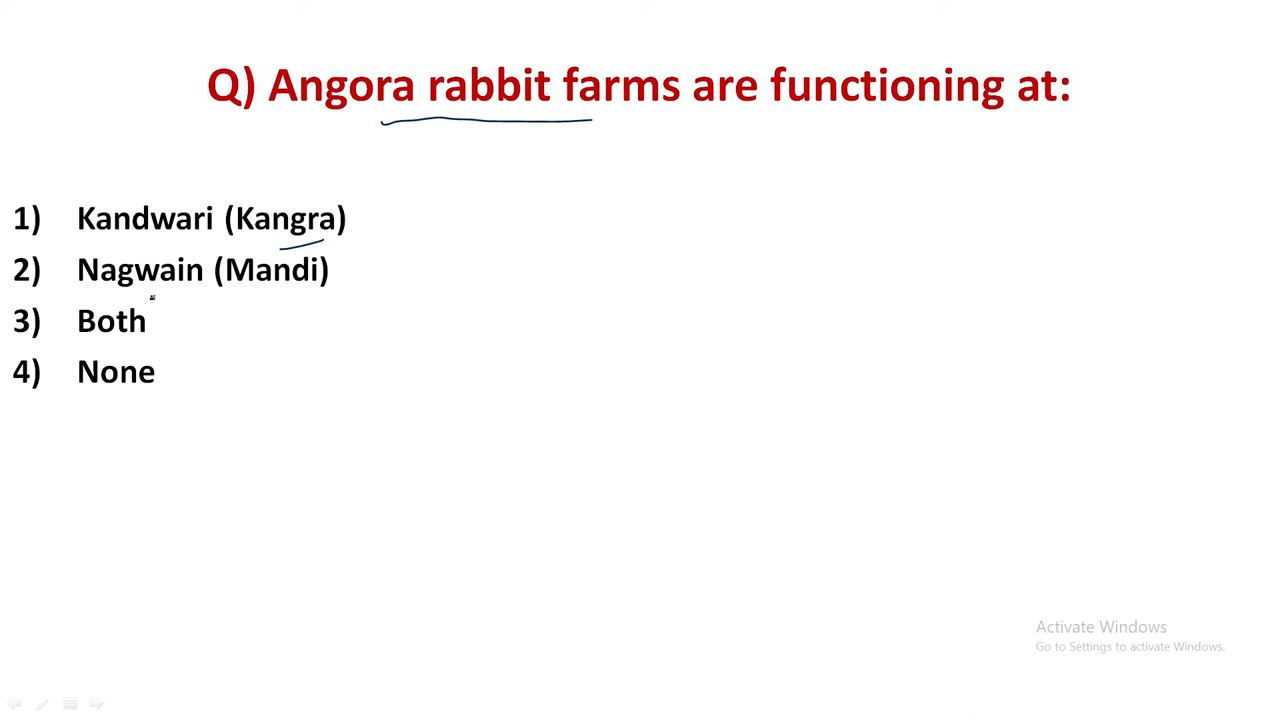 Q) Angora rabbit farms are functioning at:
1) Kandwari (Kangra)
2) Nagwain (Mandi)
3) Both
4) None
Activate Windows
Go to Settings to activate Windows.